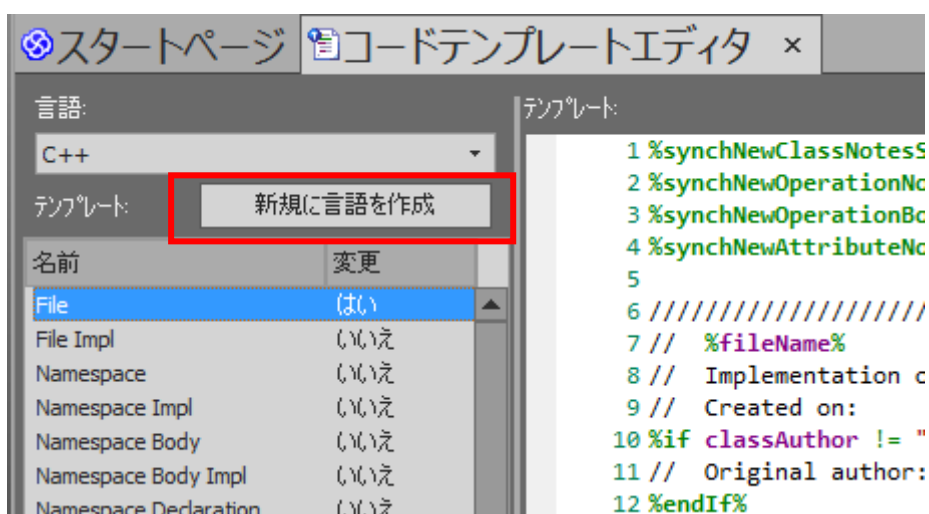 スタートページ コードテンプレートエディタ ×
言語:
C++
テンプレート:
新規に言語を作成
名前 変更
File はい
File Impl いいえ
Namespace いいえ
Namespace Impl いいえ
Namespace Body いいえ
Namespace Body Impl いいえ
Namespace Declaration いいえ
テンプレート:
1 %synchNewClassNotesS
2 %synchNewOperationNo
3 %synchNewOperationBo
4 %synchNewAttributeNo
5
6 ////////////////////
7 //  %fileName%
8 //  Implementation o
9 //  Created on:
10 %if classAuthor != "
11 //  Original author:
12 %endIf%